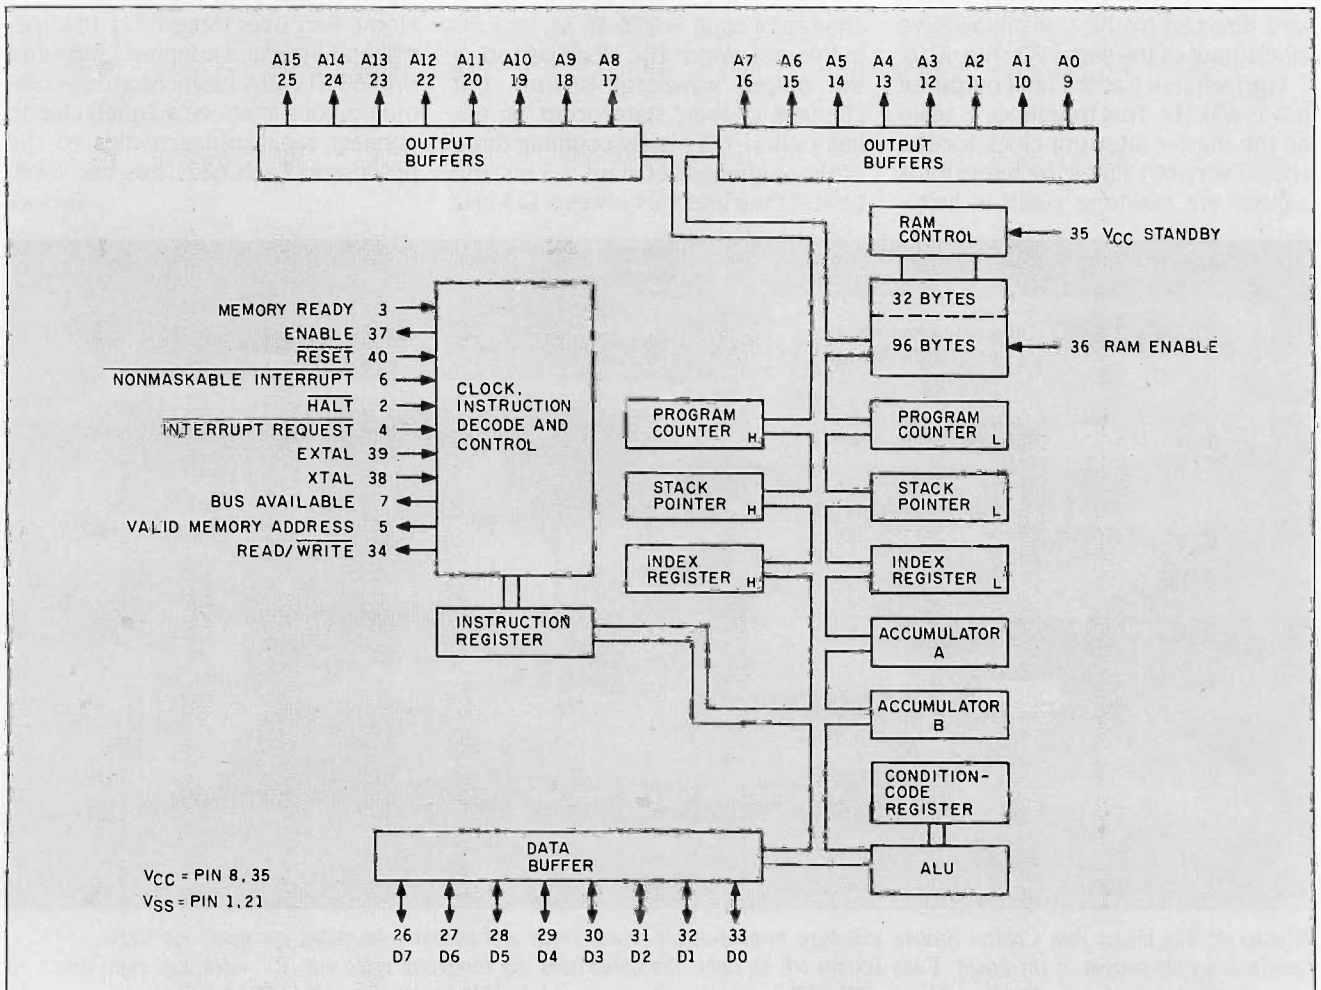 A15 A14 A13 A12 A11 A10 A9 A8 A7 A6 A5 A4 A3 A2 A1 A0
25 24 23 22 20 19 18 17 16 15 14 13 12 11 10 9
OUTPUT
BUFFERS
OUTPUT
BUFFERS
RAM
CONTROL
35 VCC STANDBY
32 BYTES
96 BYTES
36 RAM ENABLE
MEMORY READY 3
ENABLE 37
RESET 40
NONMASKABLE INTERRUPT 6
HALT 2
INTERRUPT REQUEST 4
EXTAL 39
XTAL 38
BUS AVAILABLE 7
VALID MEMORY ADDRESS 5
READ/WRITE 34
CLOCK,
INSTRUCTION
DECODE AND
CONTROL
PROGRAM
COUNTER H
PROGRAM
COUNTER L
STACK
POINTER
H
STACK
POINTER
L
INDEX
REGISTER H
INDEX
REGISTER L
INSTRUCTION
REGISTER
ACCUMULATOR
A
ACCUMULATOR
B
CONDITION-
CODE
REGISTER
DATA
BUFFER
ALU
VCC = PIN 8, 35
VSS = PIN 1, 21
26 27 28 29 30 31 32 33
D7 D6 D5 D4 D3 D2 D1 D0